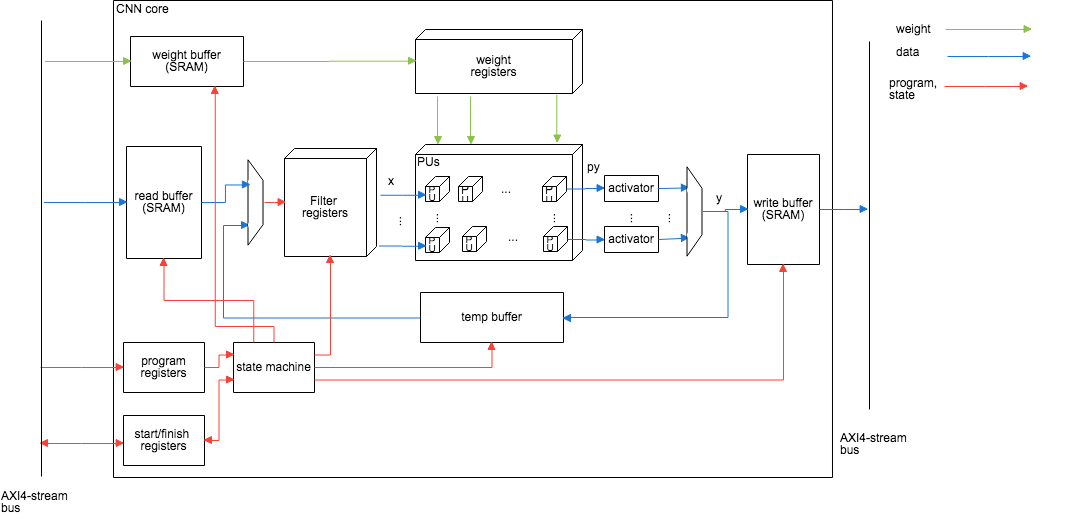 CNN core
weight buffer
(SRAM)
weight
registers
weight
data
program,
state
read buffer
(SRAM)
Filter
registers
x
...
PUs
PU
PU
...
PU
...
...
PU
PU
...
PU
py
activator
...
...
activator
y
write buffer
(SRAM)
temp buffer
program
registers
state machine
start/finish
registers
AXI4-stream
bus
AXI4-stream
bus